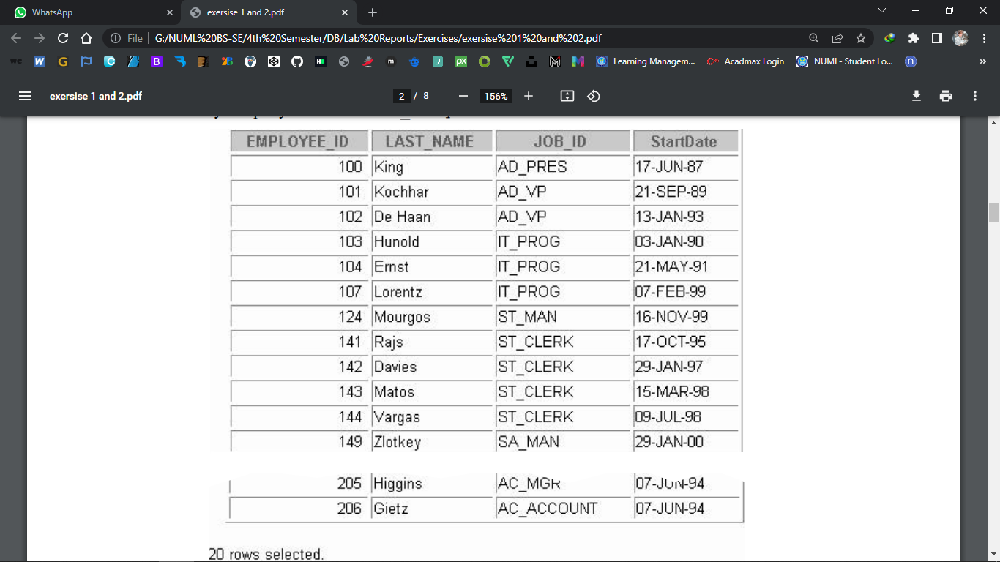 WhatsApp
exersise 1 and 2.pdf
File
G:/NUML%20BS-SE/4th%20Semester/DB/Lab%20Reports/Exercises/exersise%201%20and%202.pdf
Learning Managem...
Acadmax Login
NUML- Student Lo...
exersise 1 and 2.pdf
2 / 8
156%
EMPLOYEE_ID LAST_NAME JOB_ID StartDate
100 King AD_PRES 17-JUN-87
101 Kochhar AD_VP 21-SEP-89
102 De Haan AD_VP 13-JAN-93
103 Hunold IT_PROG 03-JAN-90
104 Ernst IT_PROG 21-MAY-91
107 Lorentz IT_PROG 07-FEB-99
124 Mourgos ST_MAN 16-NOV-99
141 Rajs ST_CLERK 17-OCT-95
142 Davies ST_CLERK 29-JAN-97
143 Matos ST_CLERK 15-MAR-98
144 Vargas ST_CLERK 09-JUL-98
149 Zlotkey SA_MAN 29-JAN-00
205 Higgins AC_MGR 07-JUN-94
206 Gietz AC_ACCOUNT 07-JUN-94
20 rows selected.